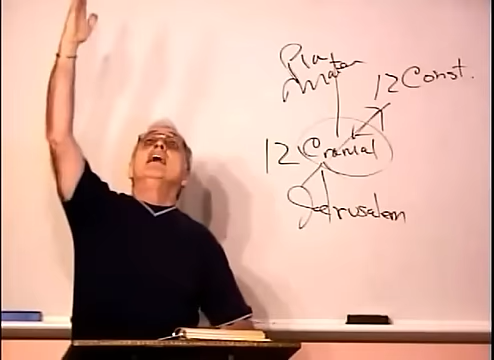 Pia
Mater
12 Const.
12 Cranial
Jerusalem